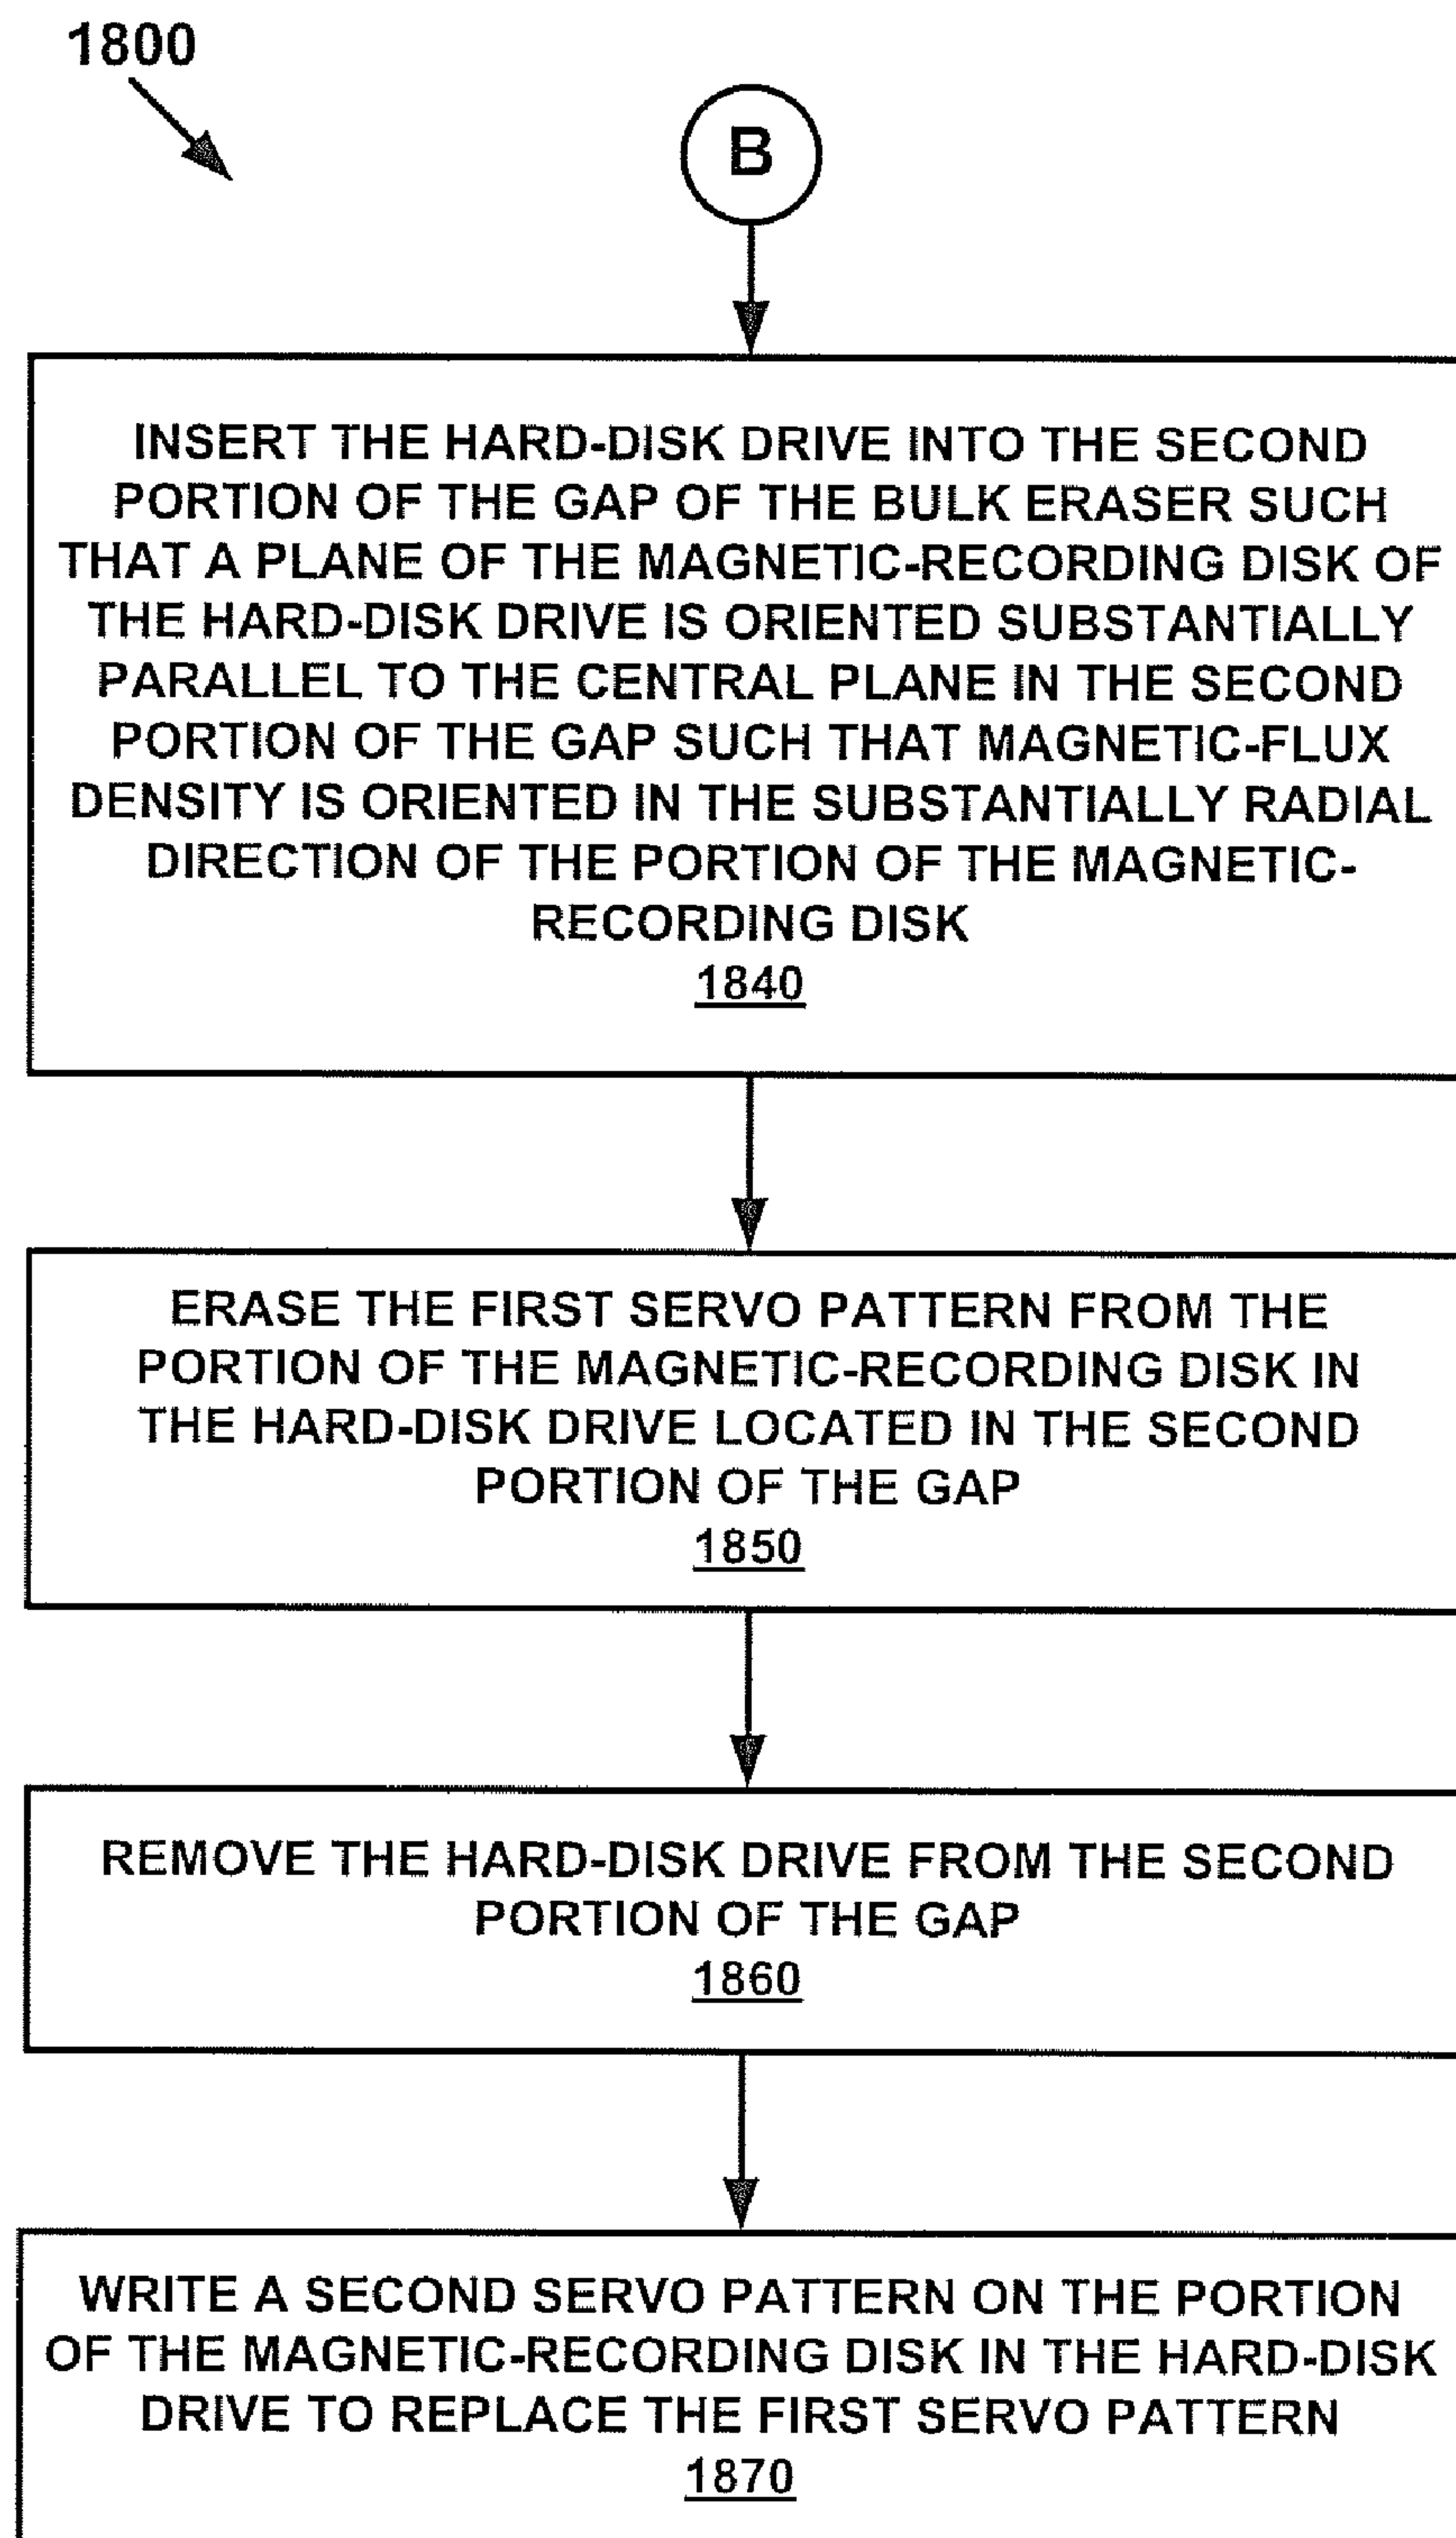 1800
B
INSERT THE HARD-DISK DRIVE INTO THE SECOND
PORTION OF THE GAP OF THE BULK ERASER SUCH
THAT A PLANE OF THE MAGNETIC-RECORDING DISK OF
THE HARD-DISK DRIVE IS ORIENTED SUBSTANTIALLY
PARALLEL TO THE CENTRAL PLANE IN THE SECOND
PORTION OF THE GAP SUCH THAT MAGNETIC-FLUX
DENSITY IS ORIENTED IN THE SUBSTANTIALLY RADIAL
DIRECTION OF THE PORTION OF THE MAGNETIC-
RECORDING DISK
1840
ERASE THE FIRST SERVO PATTERN FROM THE
PORTION OF THE MAGNETIC-RECORDING DISK IN
THE HARD-DISK DRIVE LOCATED IN THE SECOND
PORTION OF THE GAP
1850
REMOVE THE HARD-DISK DRIVE FROM THE SECOND
PORTION OF THE GAP
1860
WRITE A SECOND SERVO PATTERN ON THE PORTION
OF THE MAGNETIC-RECORDING DISK IN THE HARD-DISK
DRIVE TO REPLACE THE FIRST SERVO PATTERN
1870